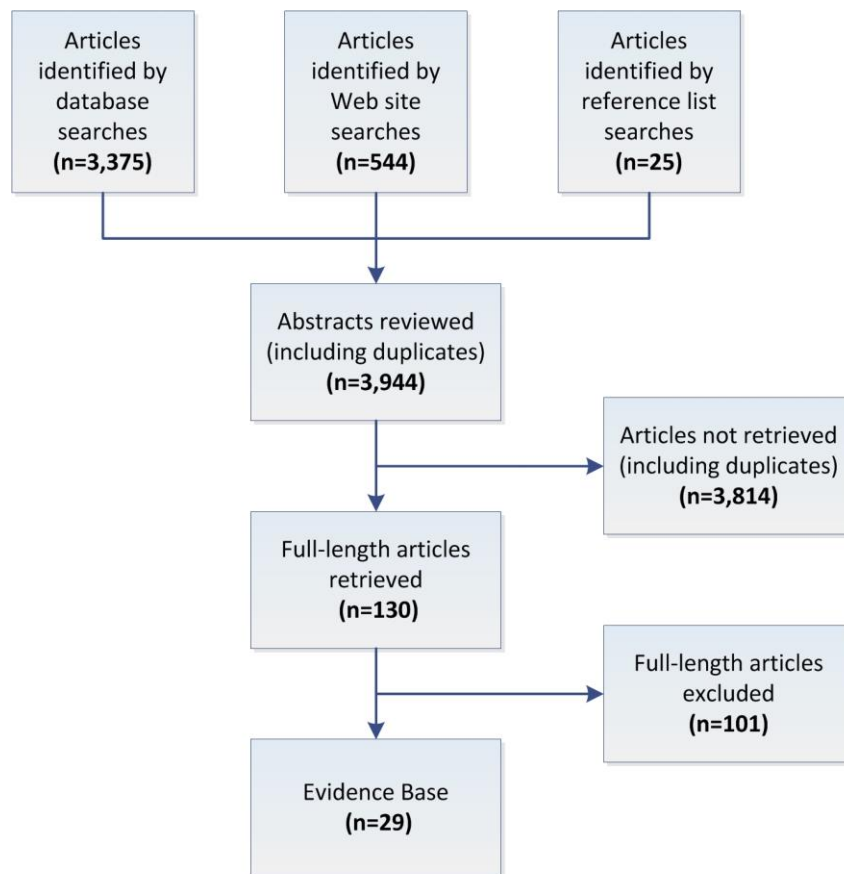 Articles
identified by
database
searches
(n=3,375)
Articles
identified by
Web site
searches
(n=544)
Articles
identified by
reference list
searches
(n=25)
Abstracts reviewed
(including duplicates)
(n=3,944)
Articles not retrieved
(including duplicates)
(n=3,814)
Full-length articles
retrieved
(n=130)
Full-length articles
excluded
(n=101)
Evidence Base
(n=29)